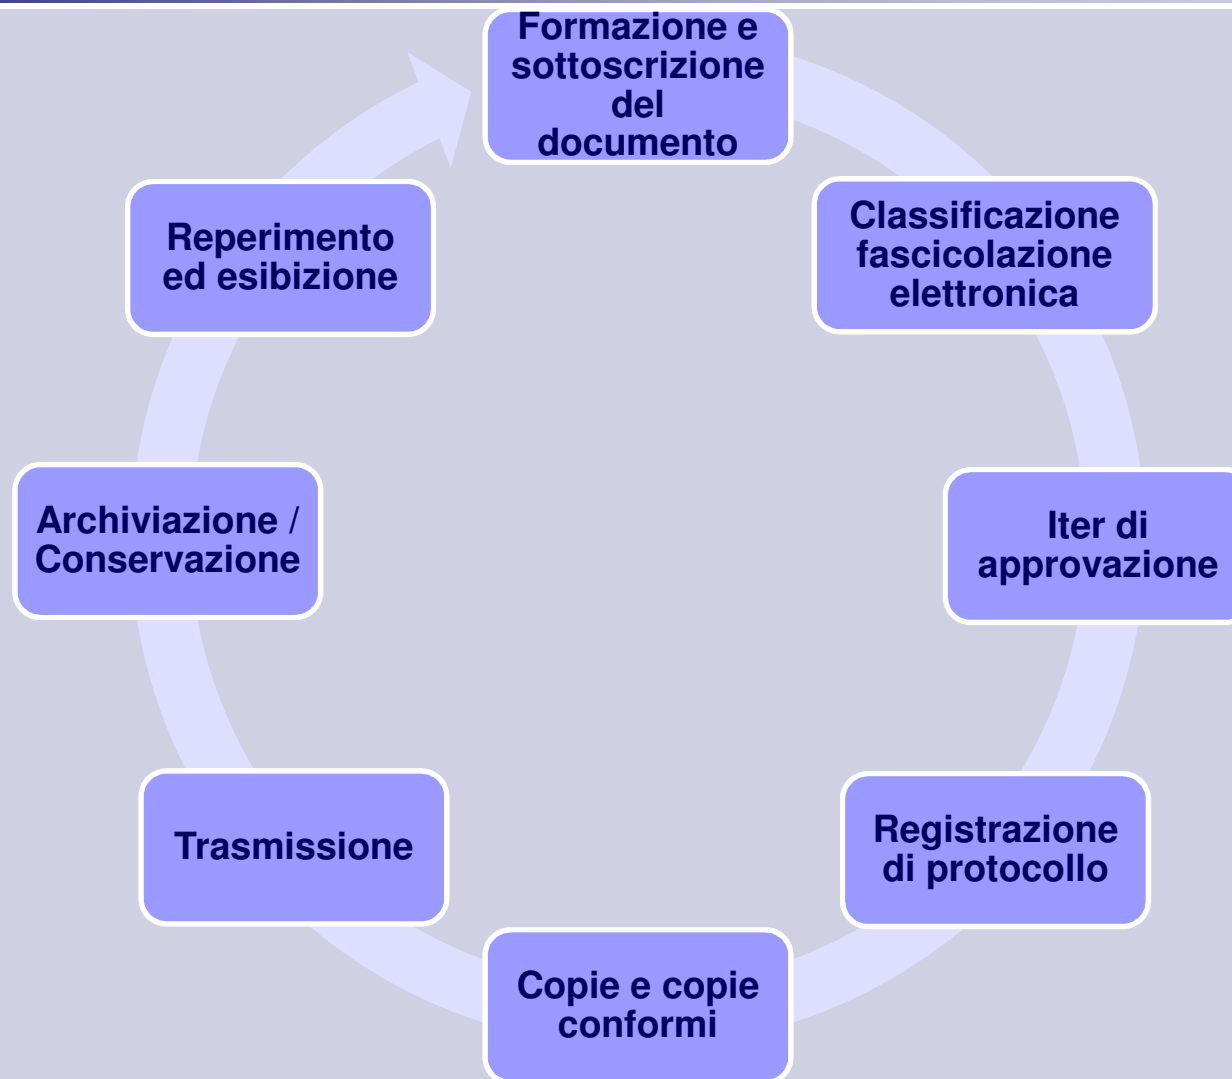 Formazione e
sottoscrizione
del
documento
Classificazione
fascicolazione
elettronica
Iter di
approvazione
Registrazione
di protocollo
Copie e copie
conformi
Trasmissione
Archiviazione /
Conservazione
Reperimento
ed esibizione